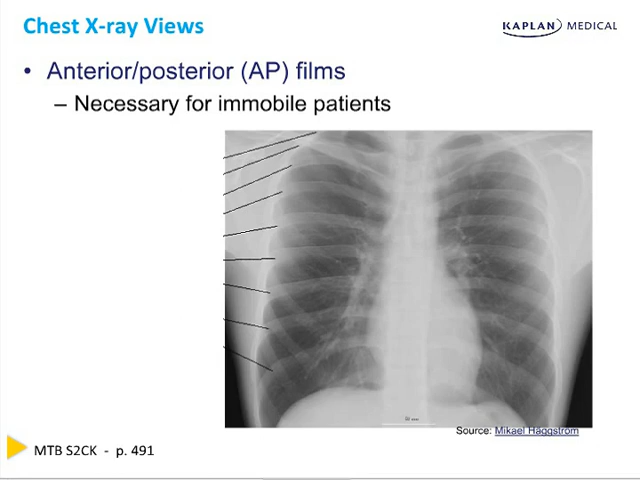 Chest X-ray Views
KAPLAN MEDICAL
• Anterior/posterior (AP) films
– Necessary for immobile patients
Source: Mikael Häggström
MTB S2CK - p. 491